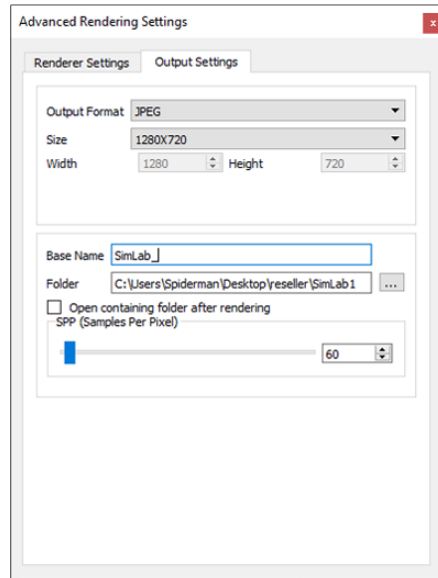 Advanced Rendering Settings
x
Renderer Settings Output Settings
Output Format JPEG
Size 1280X720
Width 1280 Height 720
Base Name SimLab_
Folder C:\Users\Spiderman\Desktop\reseller\SimLab1 ...
Open containing folder after rendering
SPP (Samples Per Pixel)
60